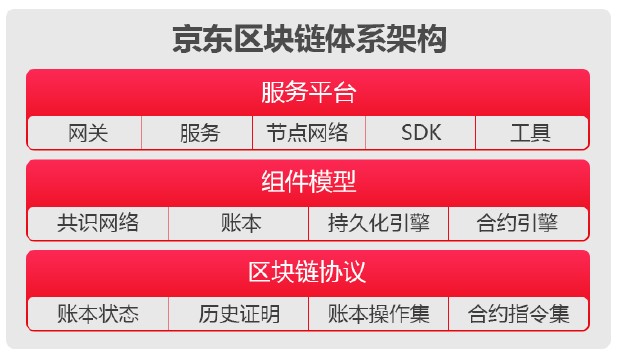 京东区块链体系架构
服务平台
网关 服务 节点网络 SDK 工具
组件模型
共识网络 账本 持久化引擎 合约引擎
区块链协议
账本状态 历史证明 账本操作集 合约指令集